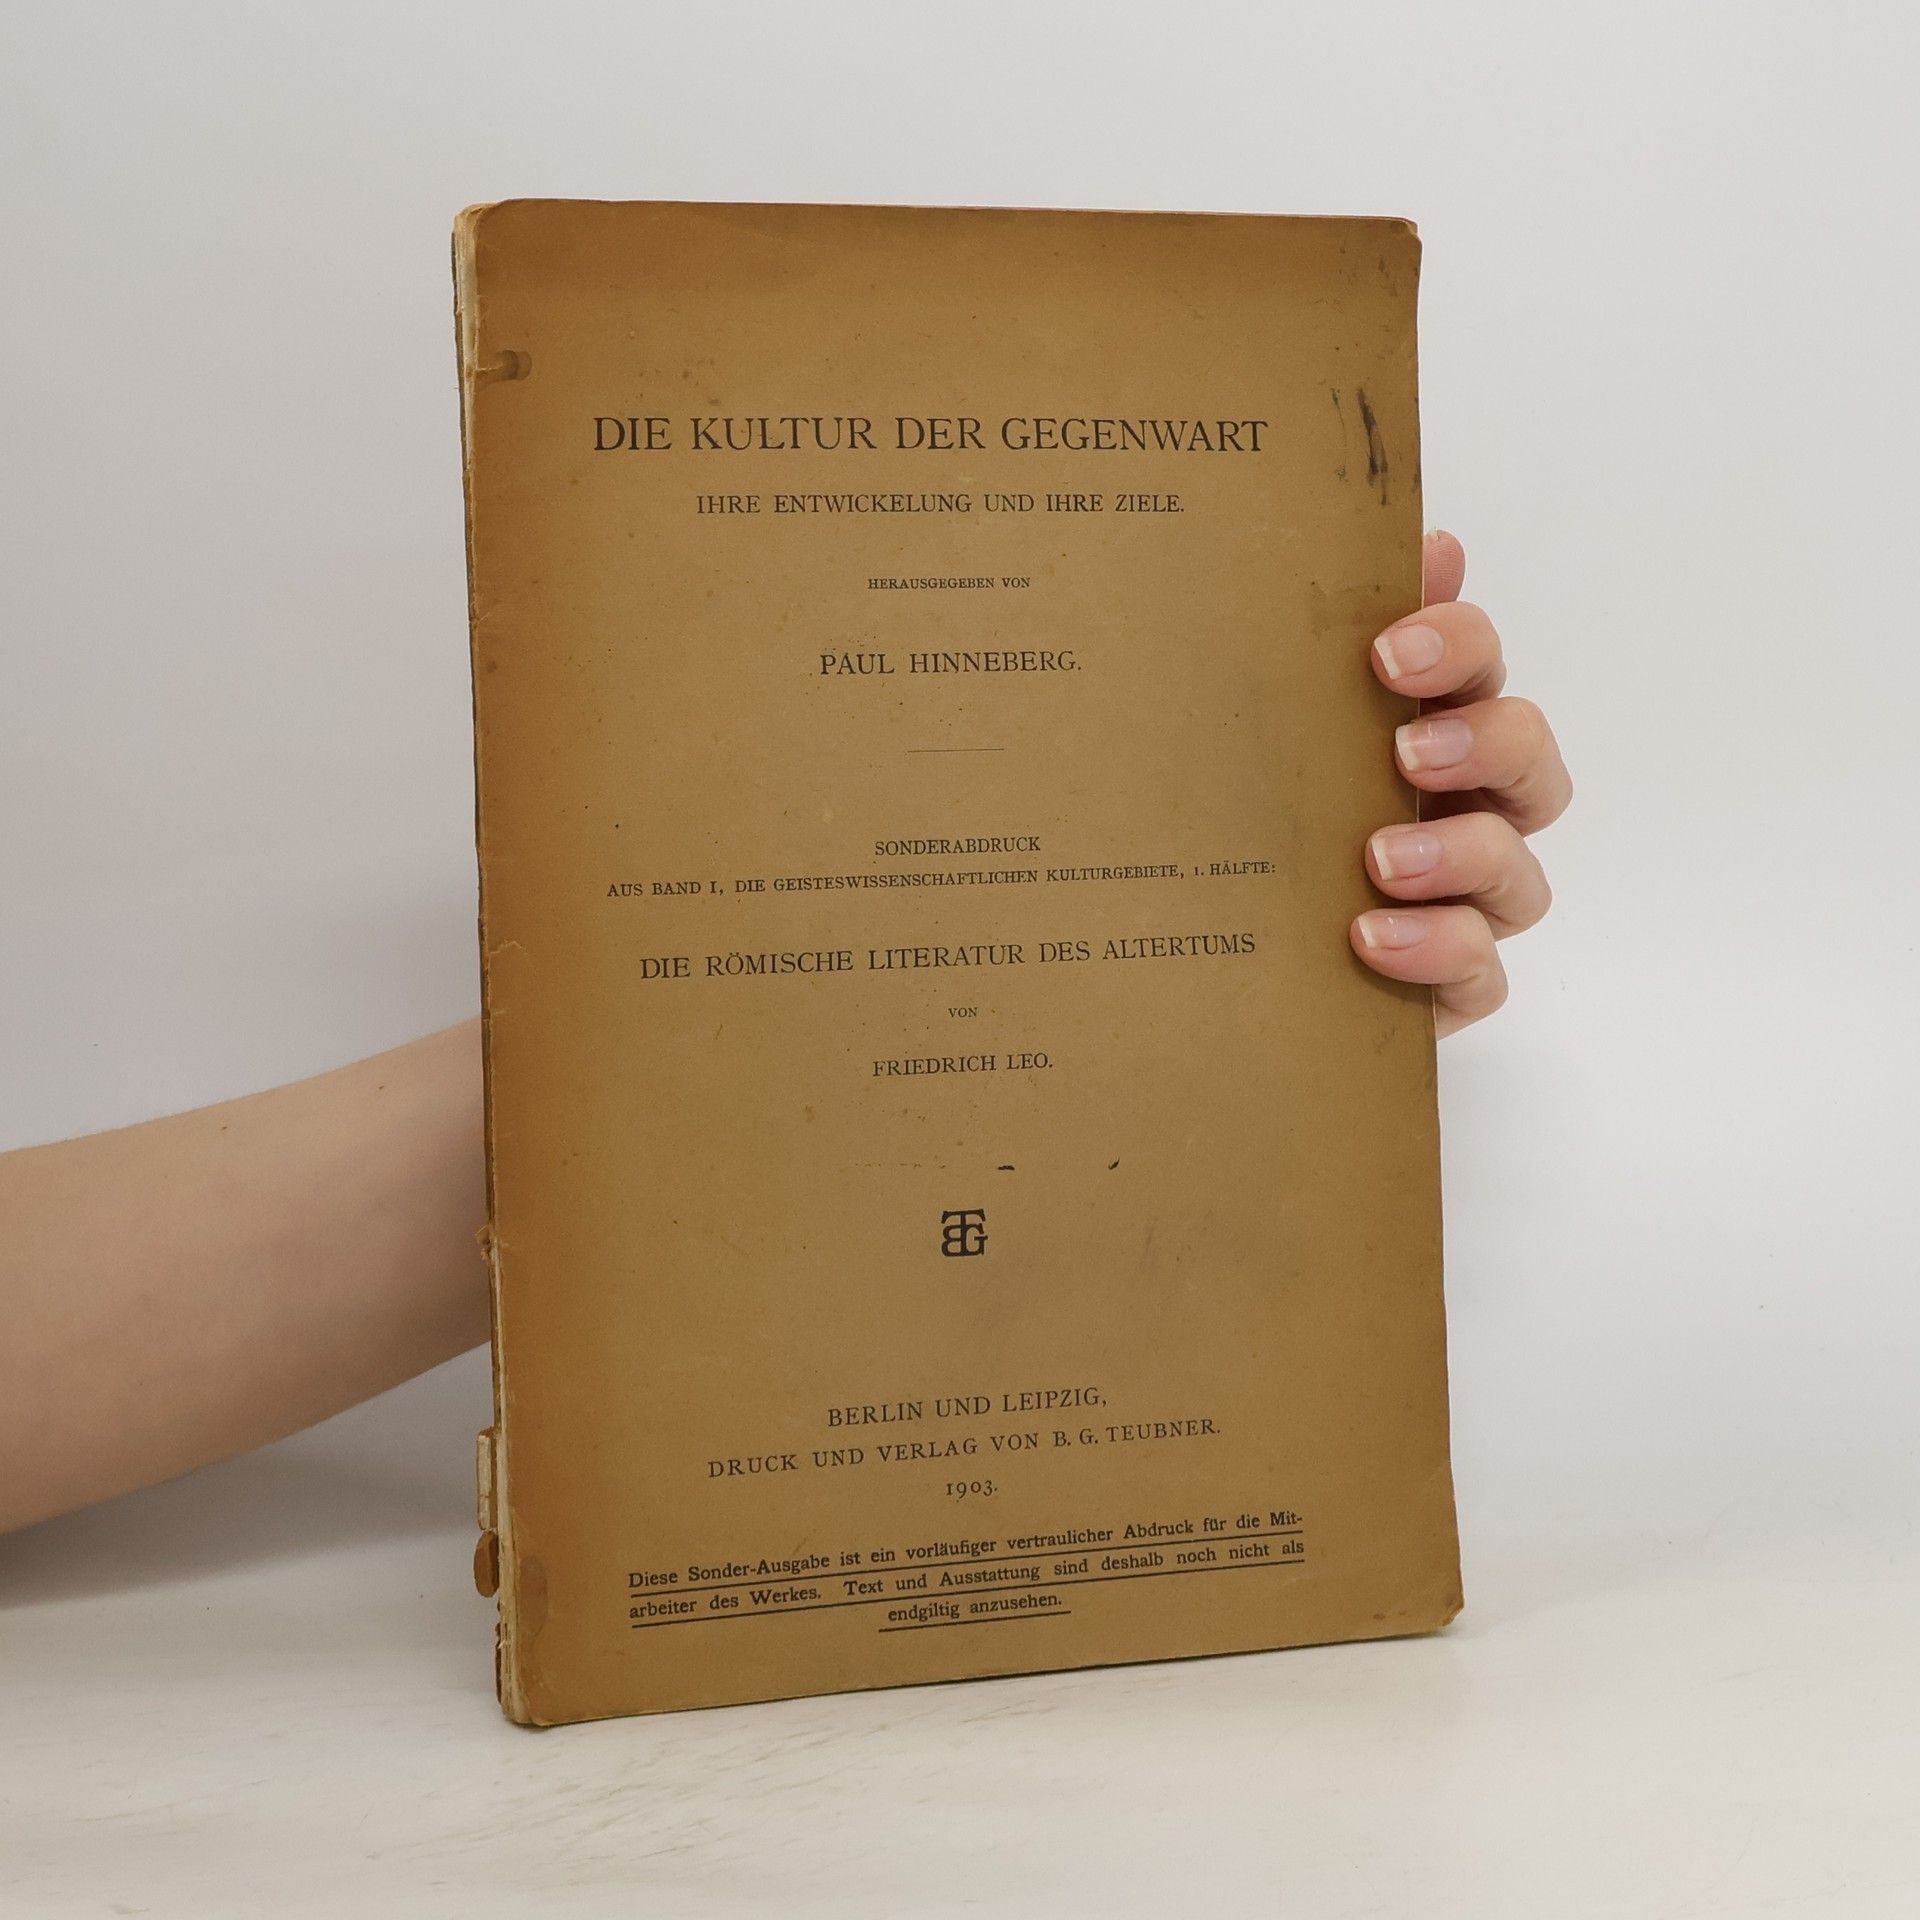 DIE KULTUR DER GEGENWART
IHRE ENTWICKELUNG UND IHRE ZIELE.
HERAUSGEGEBEN VON
PAUL HINNEBERG.
SONDERABDRUCK
AUS BAND I, DIE GEISTESWISSENSCHAFTLICHEN KULTURGEBIETE, 1. HÄLFTE:
DIE RÖMISCHE LITERATUR DES ALTERTUMS
VON
FRIEDRICH LEO.
BTG
BERLIN UND LEIPZIG,
DRUCK UND VERLAG VON B. G. TEUBNER.
1903.
Diese Sonder-Ausgabe ist ein vorläufiger vertraulicher Abdruck für die Mit-
arbeiter des Werkes. Text und Ausstattung sind deshalb noch nicht als
endgiltig anzusehen.